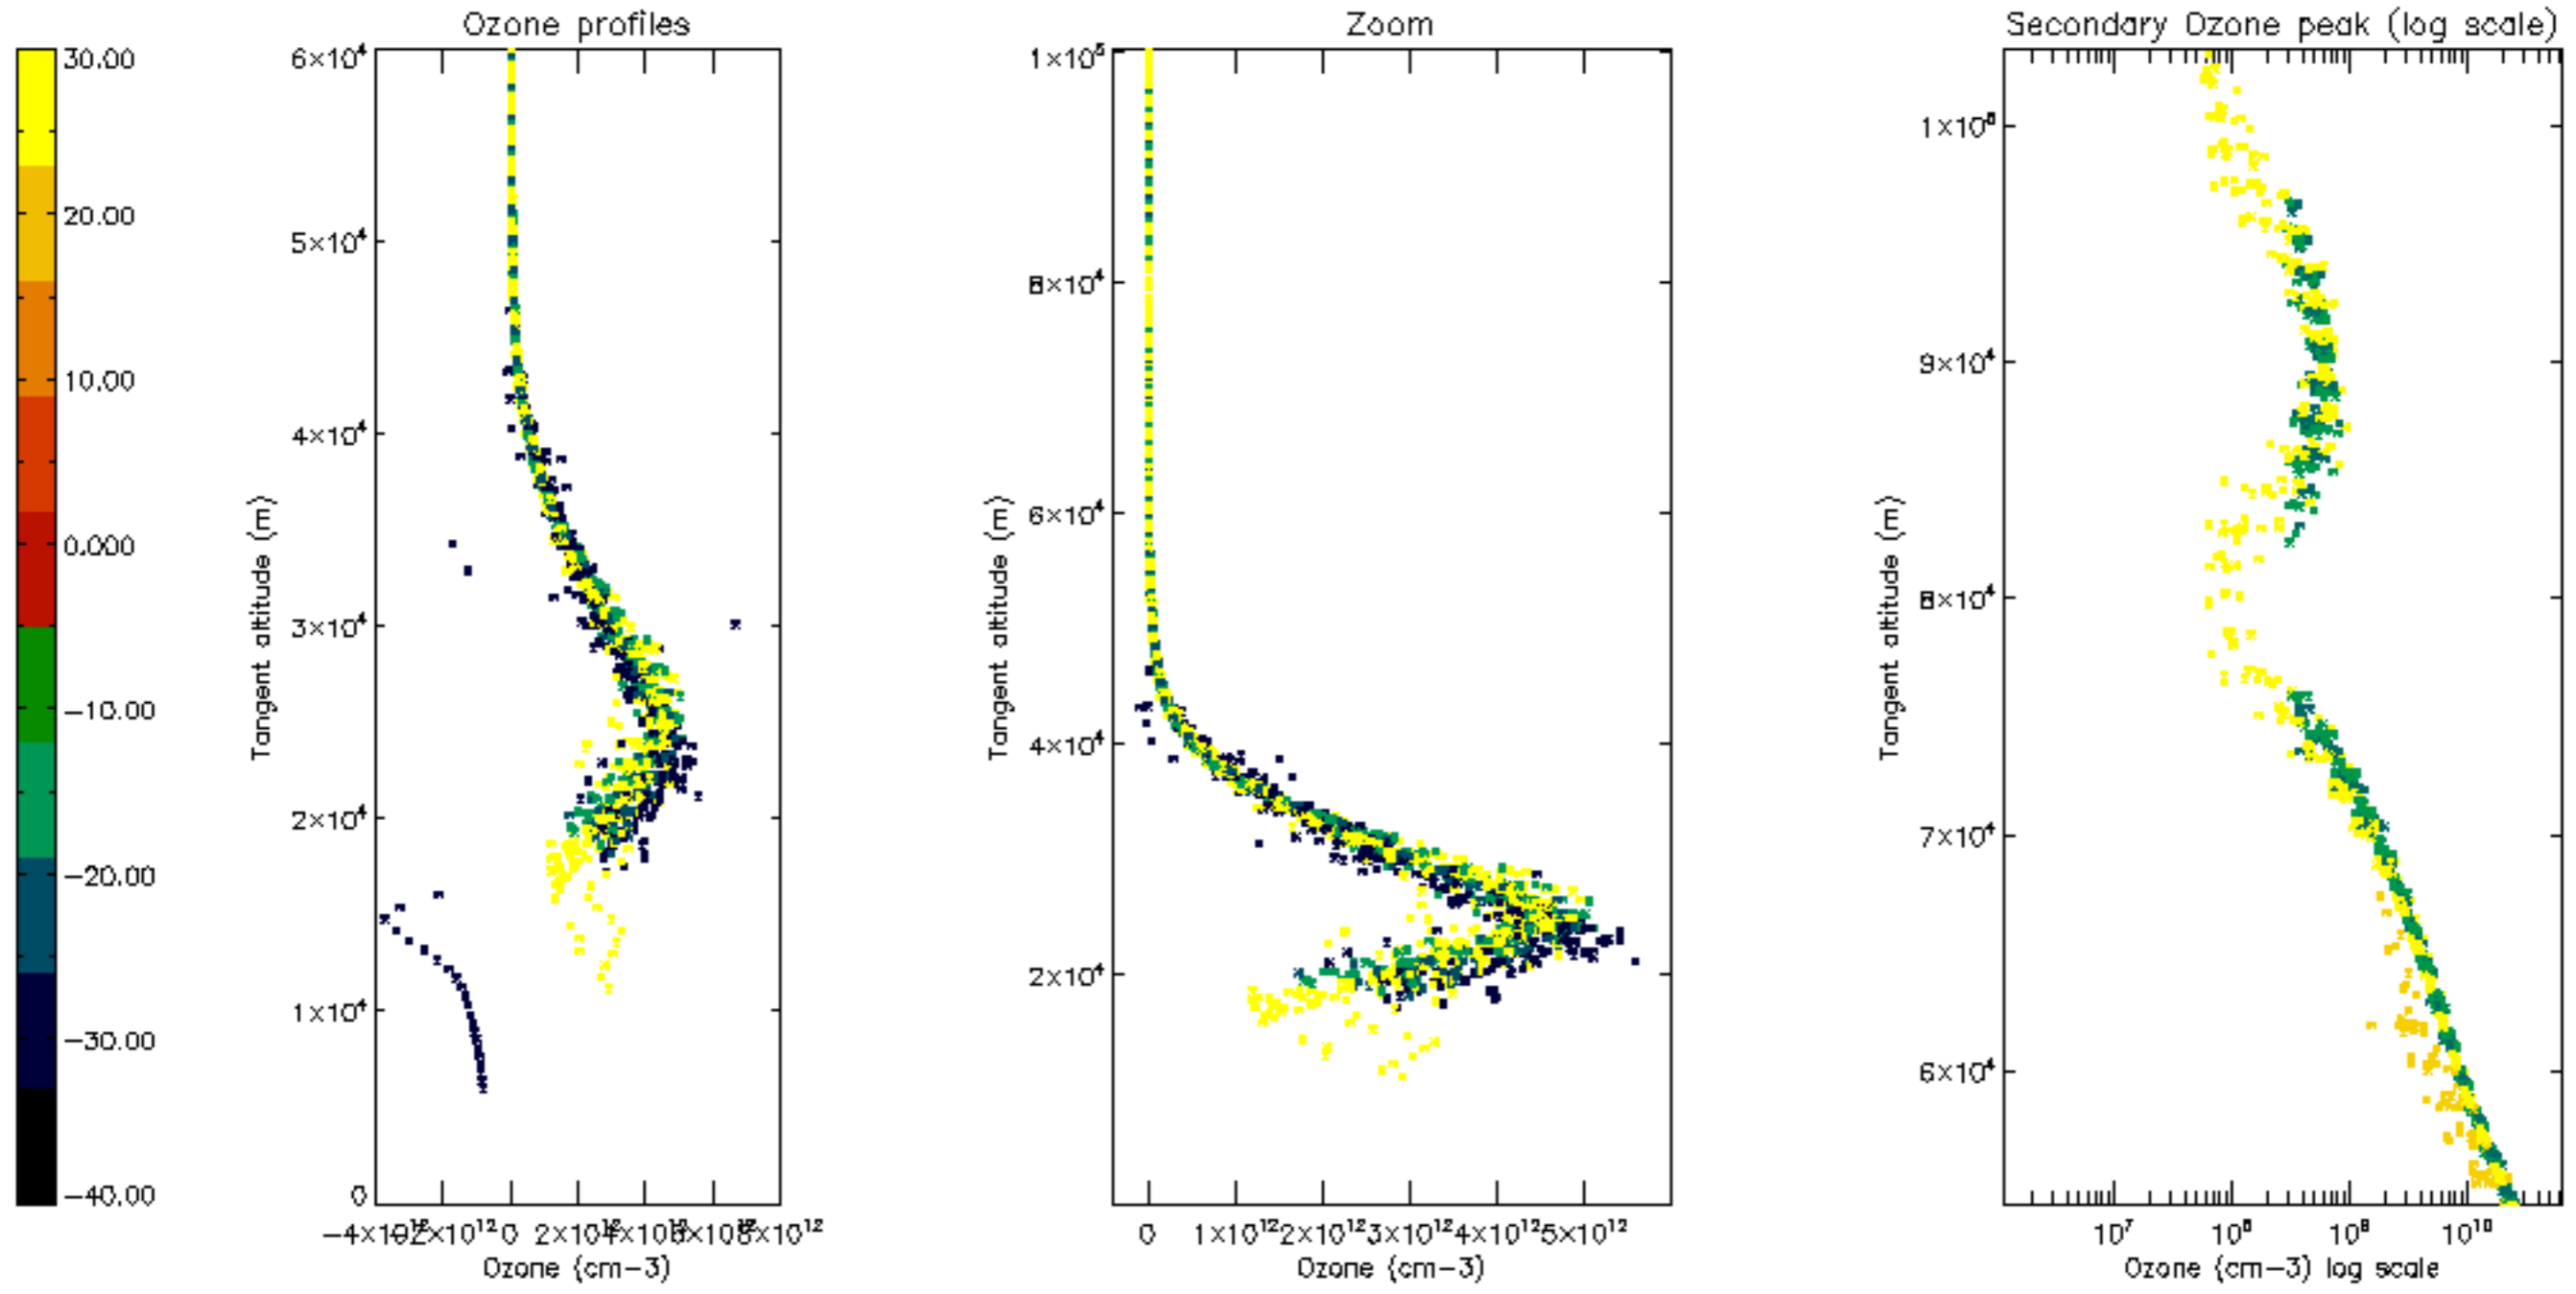 Ozone profiles
Zoom
Secondary Ozone peak (log scale)
30.00
20.00
10.00
0.000
−10.00
−20.00
−30.00
−40.00
6×10⁴
5×10⁴
4×10⁴
3×10⁴
2×10⁴
1×10⁴
0
Tangent altitude (m)
0
Ozone (cm−3)
1×10⁵
8×10⁴
6×10⁴
4×10⁴
2×10⁴
Tangent altitude (m)
0 1×10¹² 2×10¹² 3×10¹² 4×10¹² 5×10¹²
Ozone (cm−3)
1×10⁵
9×10⁴
8×10⁴
7×10⁴
6×10⁴
Tangent altitude (m)
10⁷ 10⁸ 10⁹ 10¹⁰
Ozone (cm−3) log scale